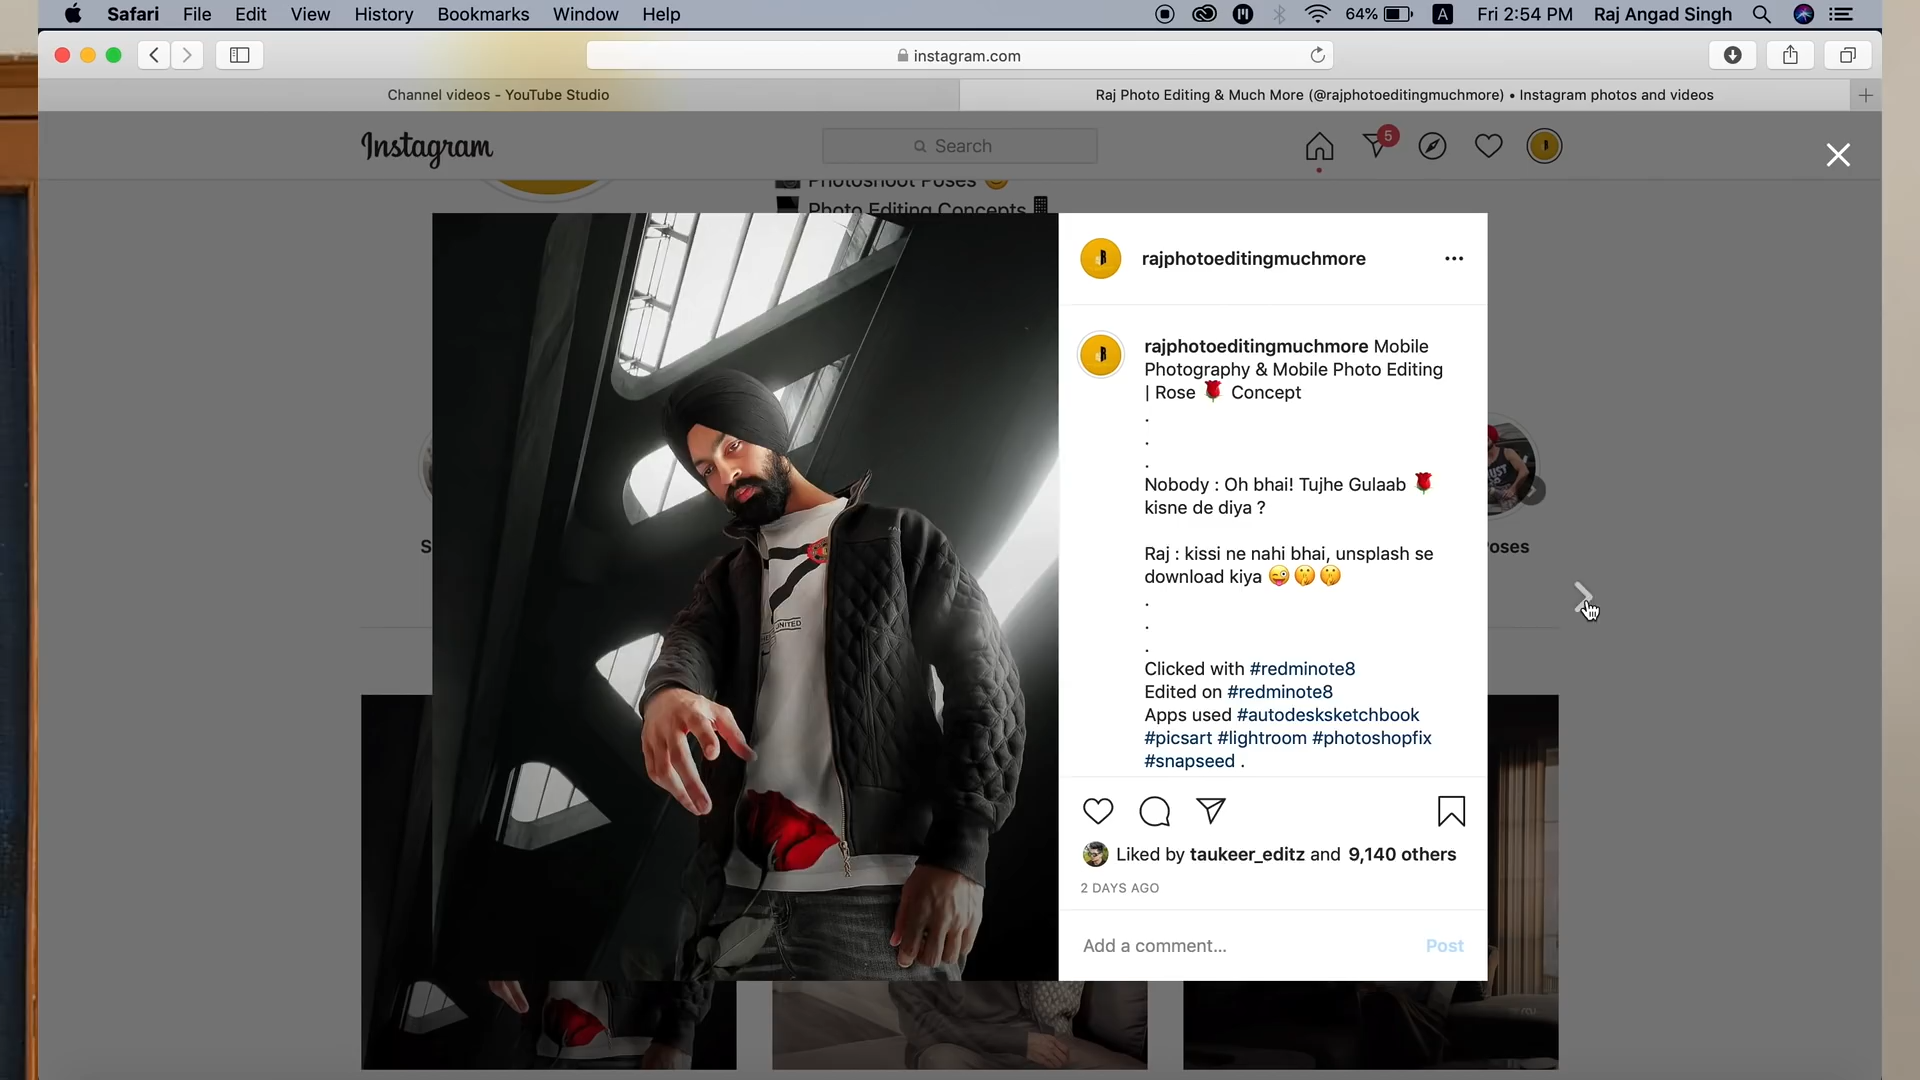 Safari File Edit View History Bookmarks Window Help 64% A Fri 2:54 PM Raj Angad Singh
instagram.com
Channel videos - YouTube Studio
Raj Photo Editing & Much More (@rajphotoeditingmuchmore) • Instagram photos and videos
Instagram
Search
5
Photoshoot Poses 😊
Photo Editing Concepts
rajphotoeditingmuchmore
rajphotoeditingmuchmore Mobile
Photography & Mobile Photo Editing
| Rose 🌹 Concept
.
.
.
Nobody : Oh bhai! Tujhe Gulaab 🌹
kisne de diya ?
Raj : kissi ne nahi bhai, unsplash se
download kiya 😜🤫🤫
.
.
.
Clicked with #redminote8
Edited on #redminote8
Apps used #autodesksketchbook
#picsart #lightroom #photoshopfix
#snapseed .
Liked by taukeer_editz and 9,140 others
2 DAYS AGO
Add a comment...
Post
UNITED